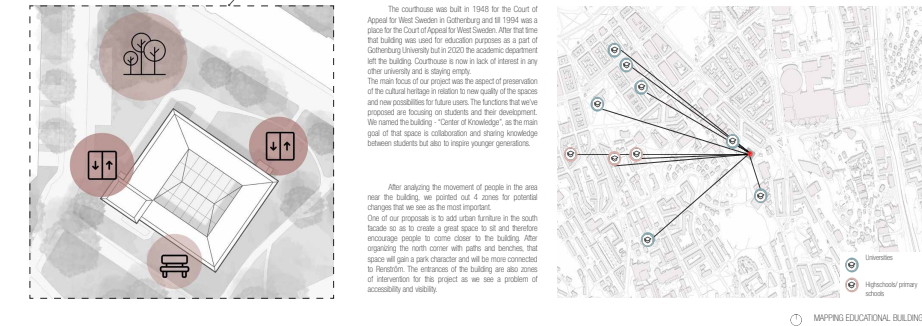 The courthouse was built in 1948 for the Court of
Appeal for West Sweden in Gothenburg and till 1994 was a
place for the Court of Appeal for West Sweden. After that time
that building was used for education purposes as a part of
Gothenburg University but in 2020 the academic department
left the building. Courthouse is now in lack of interest in any
other university and is staying empty.
The main focus of our project was the aspect of preservation
of the cultural heritage in relation to new quality of the spaces
and new possibilities for future users. The functions that we've
proposed are focusing on students and their development.
We named the building - "Center of Knowledge", as the main
goal of that space is collaboration and sharing knowledge
between students but also to inspire younger generations.
After analyzing the movement of people in the area
near the building, we pointed out 4 zones for potential
changes that we see as the most important.
One of our proposals is to add urban furniture in the south
facade so as to create a great space to sit and therefore
encourage people to come closer to the building. After
organizing the north corner with paths and benches, that
space will gain a park character and will be more connected
to Renström. The entrances of the building are also zones
of intervention for this project as we see a problem of
accessibility and visibility.
Universities
Highschools/ primary
schools
MAPPING EDUCATIONAL BUILDING